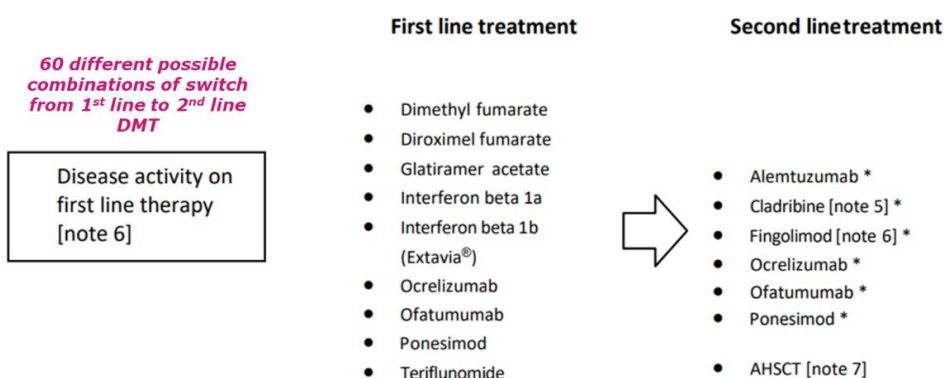 First line treatment
Second line treatment
60 different possible
combinations of switch
from 1st line to 2nd line
DMT
Disease activity on
first line therapy
[note 6]
• Dimethyl fumarate
• Diroximel fumarate
• Glatiramer acetate
• Interferon beta 1a
• Interferon beta 1b
(Extavia®)
• Ocrelizumab
• Ofatumumab
• Ponesimod
• Teriflunomide
• Alemtuzumab *
• Cladribine [note 5] *
• Fingolimod [note 6] *
• Ocrelizumab *
• Ofatumumab *
• Ponesimod *
• AHSCT [note 7]